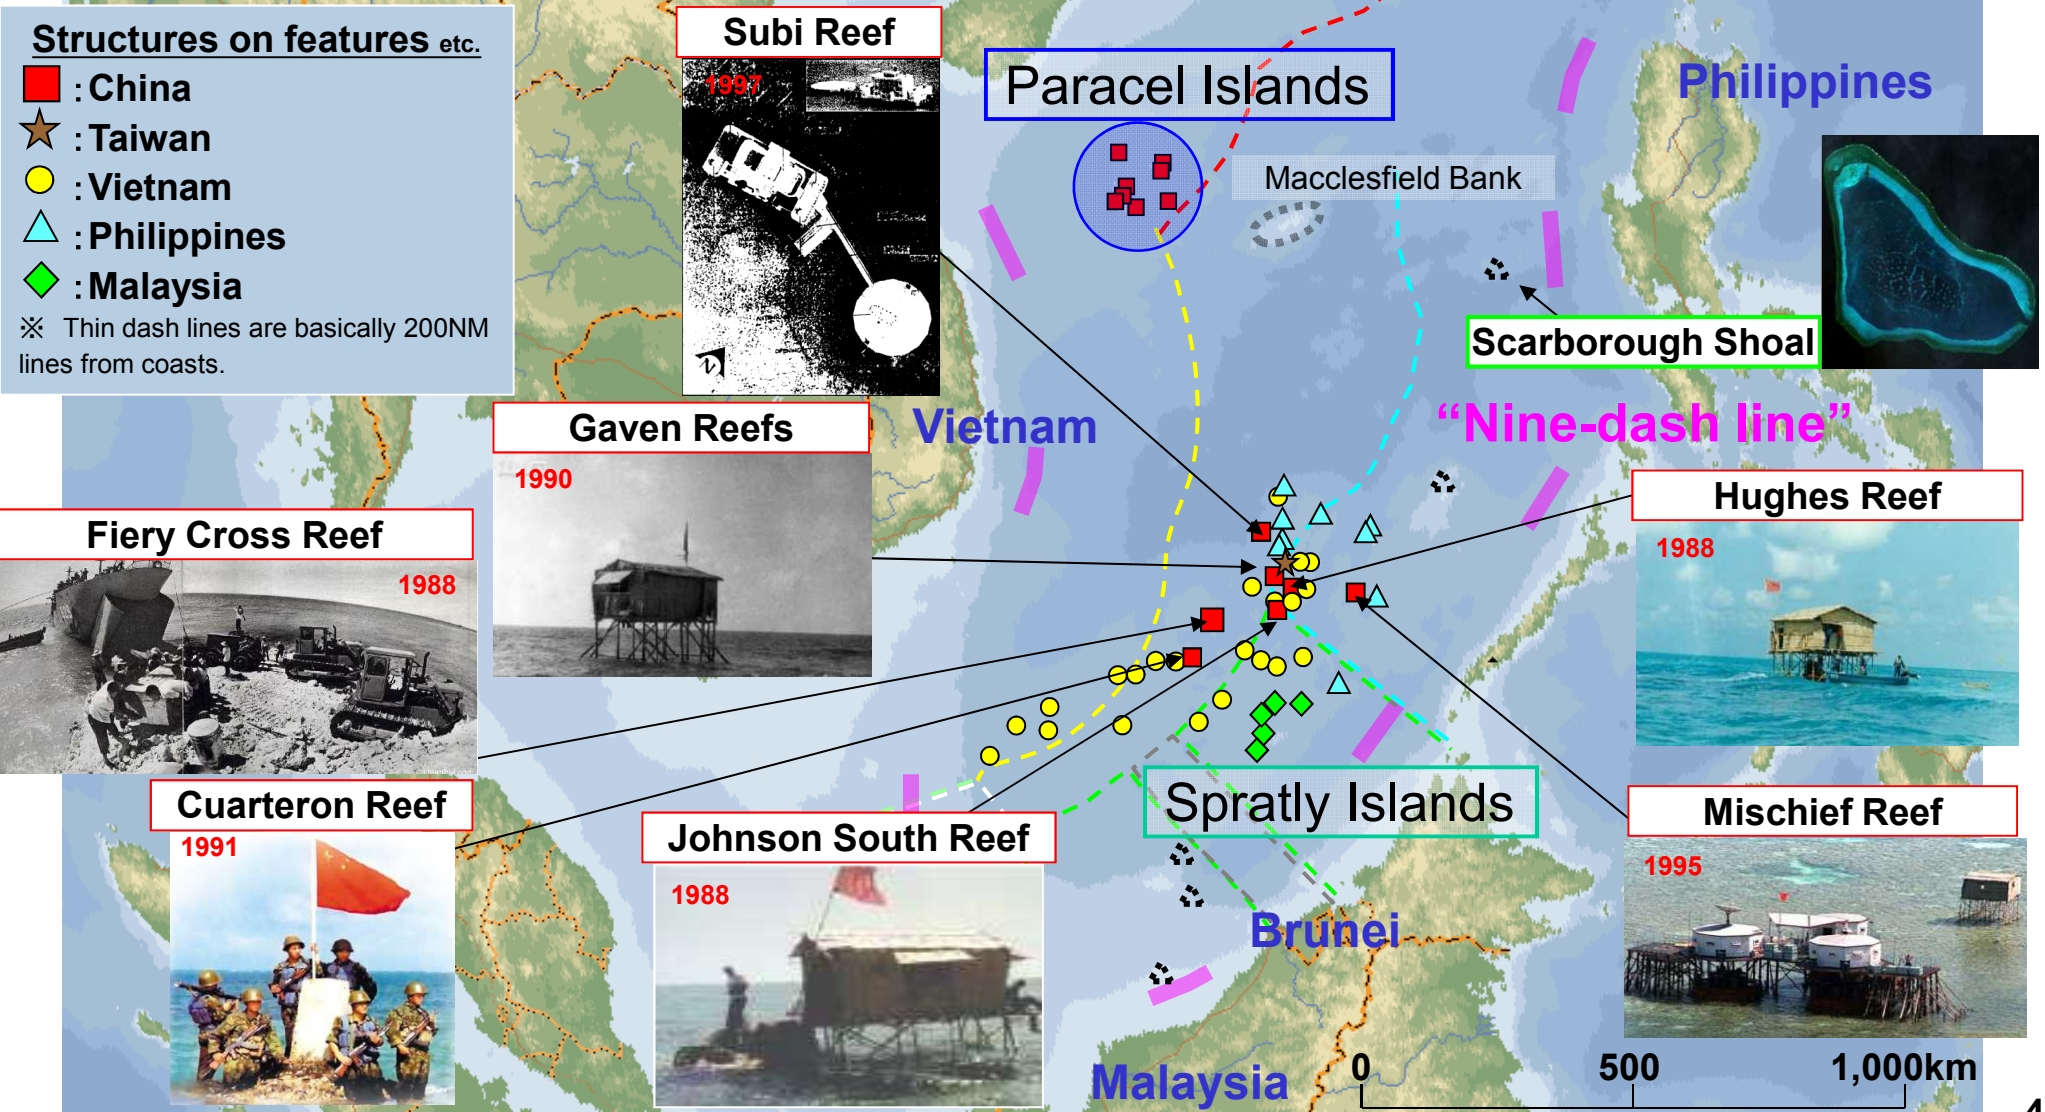 Structures on features etc.
: China
: Taiwan
: Vietnam
: Philippines
: Malaysia
※ Thin dash lines are basically 200NM
lines from coasts.
Subi Reef
1997
Paracel Islands
Philippines
Macclesfield Bank
Scarborough Shoal
Gaven Reefs
1990
Vietnam
“Nine-dash line”
Fiery Cross Reef
1988
Hughes Reef
1988
Cuarteron Reef
1991
Johnson South Reef
1988
Spratly Islands
Mischief Reef
1995
Brunei
Malaysia
0 500 1,000km
4